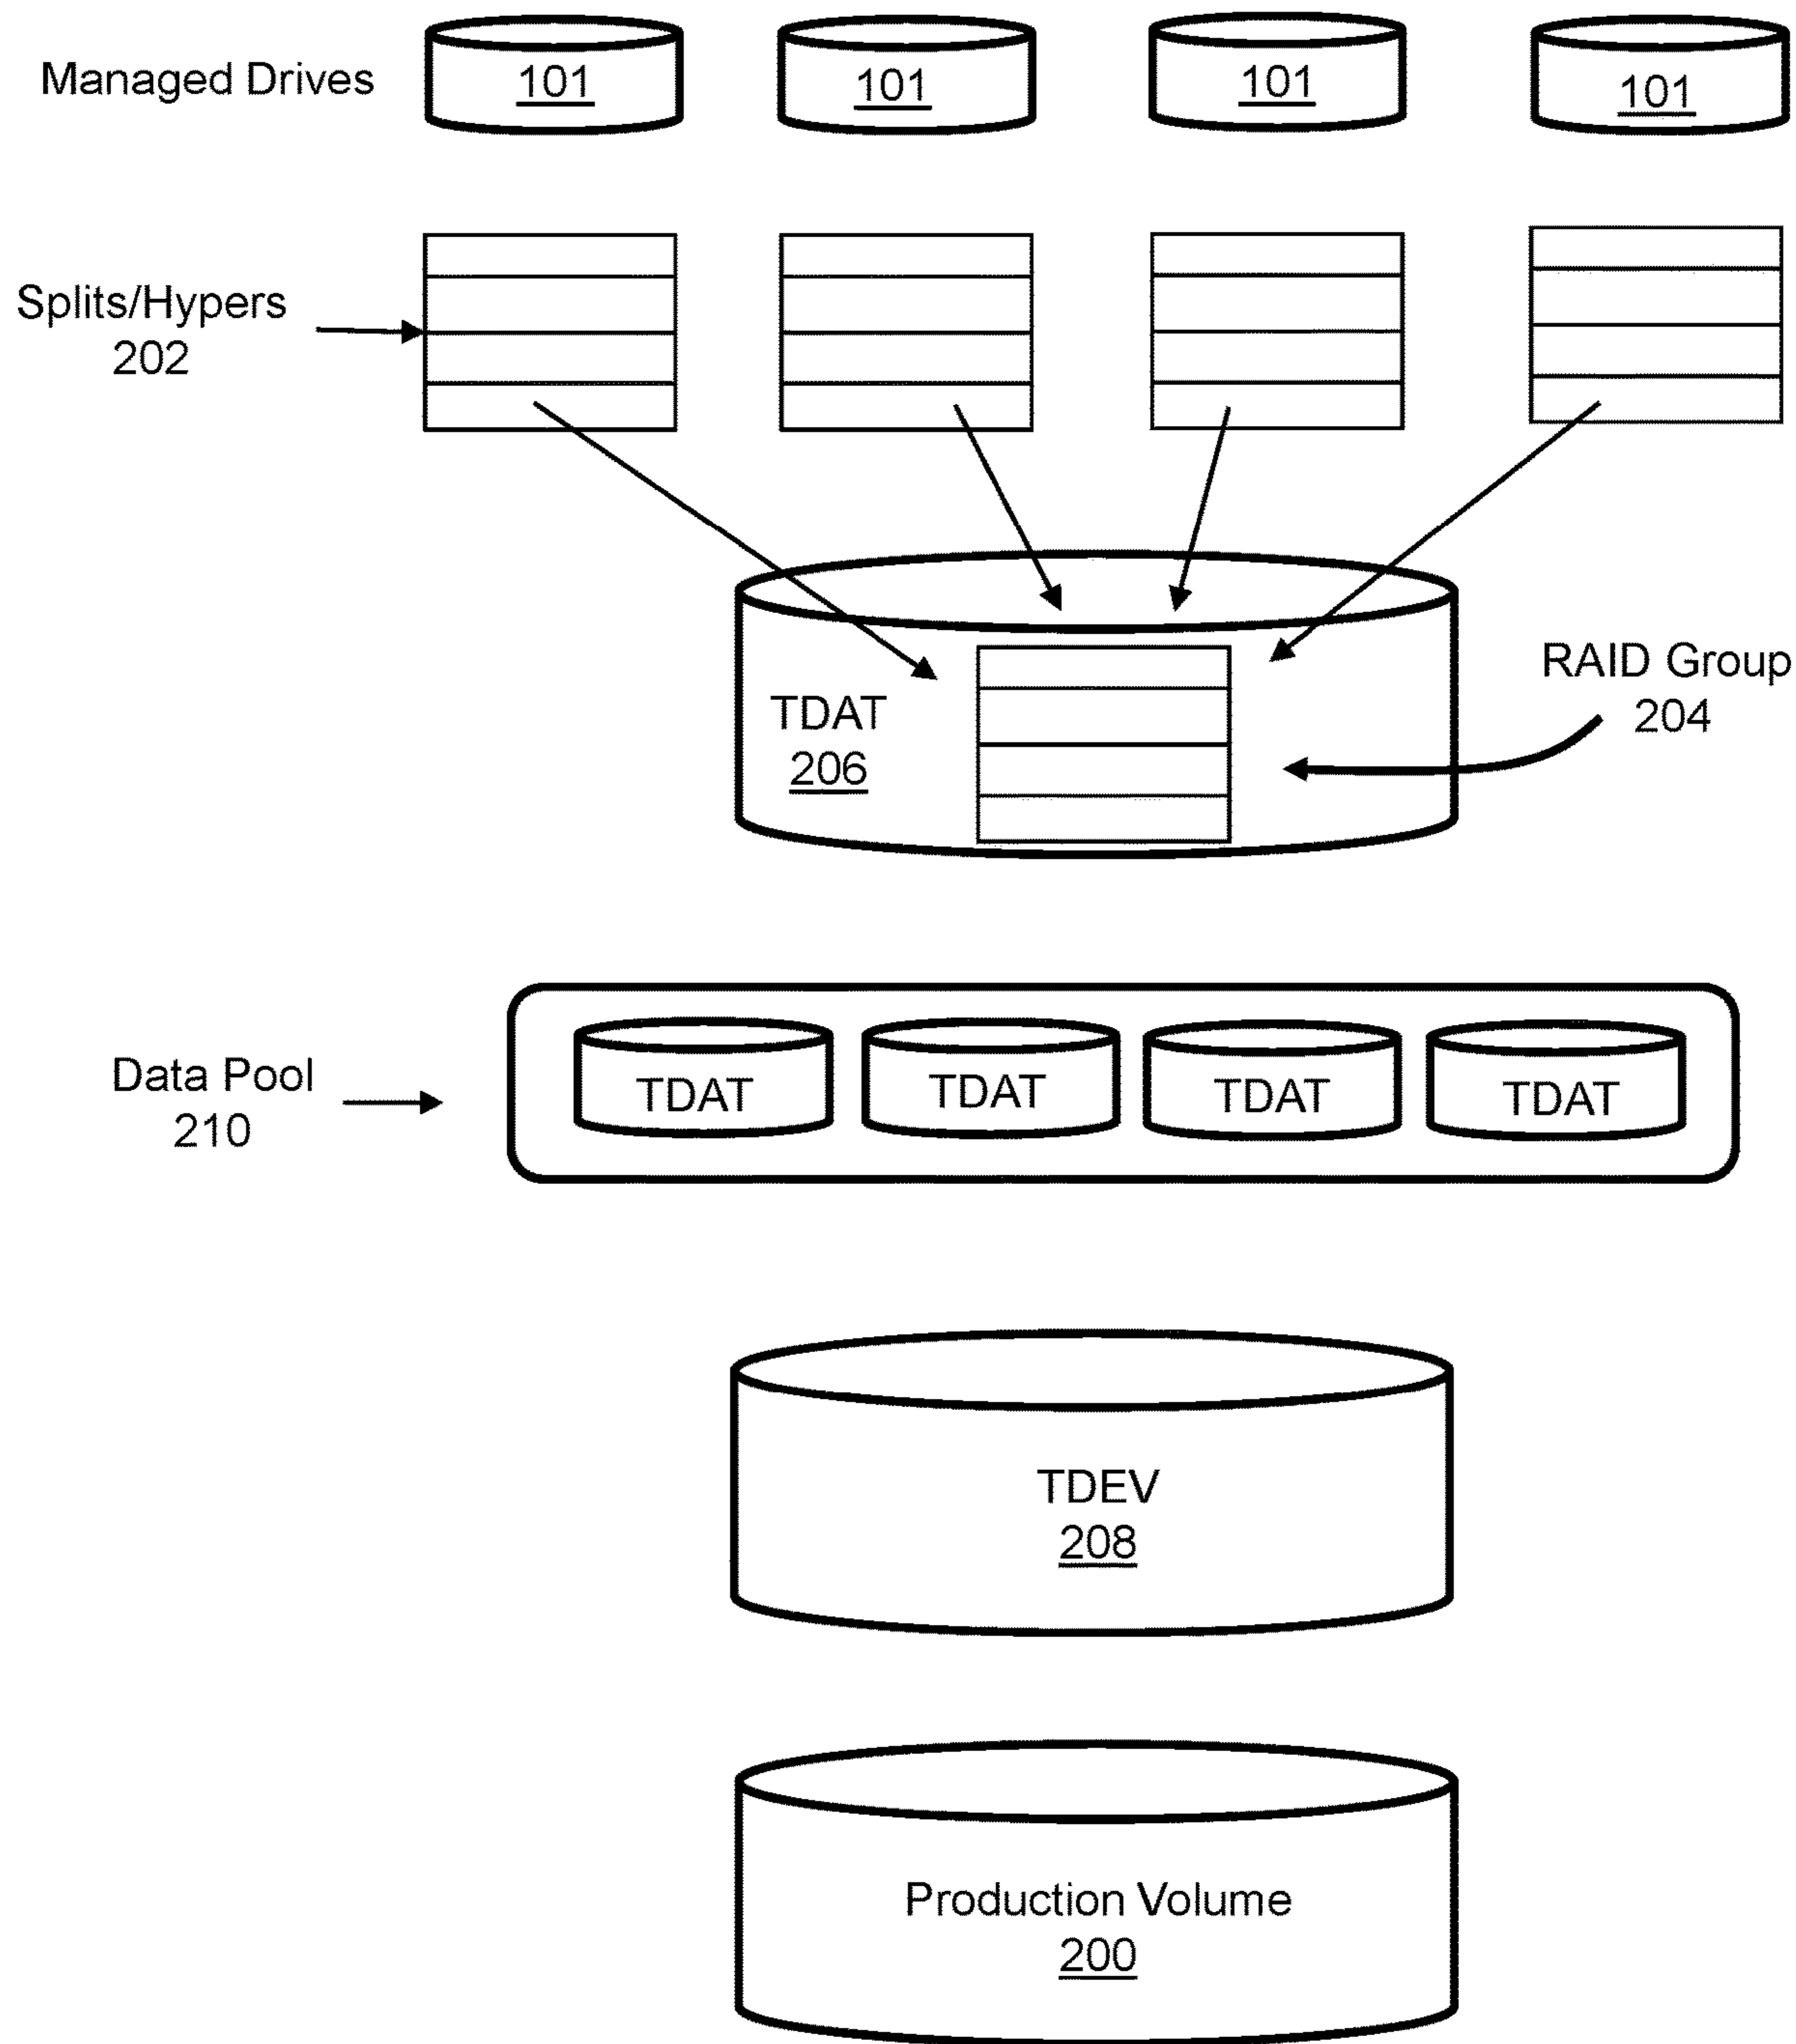 Managed Drives
101
101
101
101
Splits/Hypers
202
RAID Group
204
TDAT
206
Data Pool
210
TDAT
TDAT
TDAT
TDAT
TDEV
208
Production Volume
200